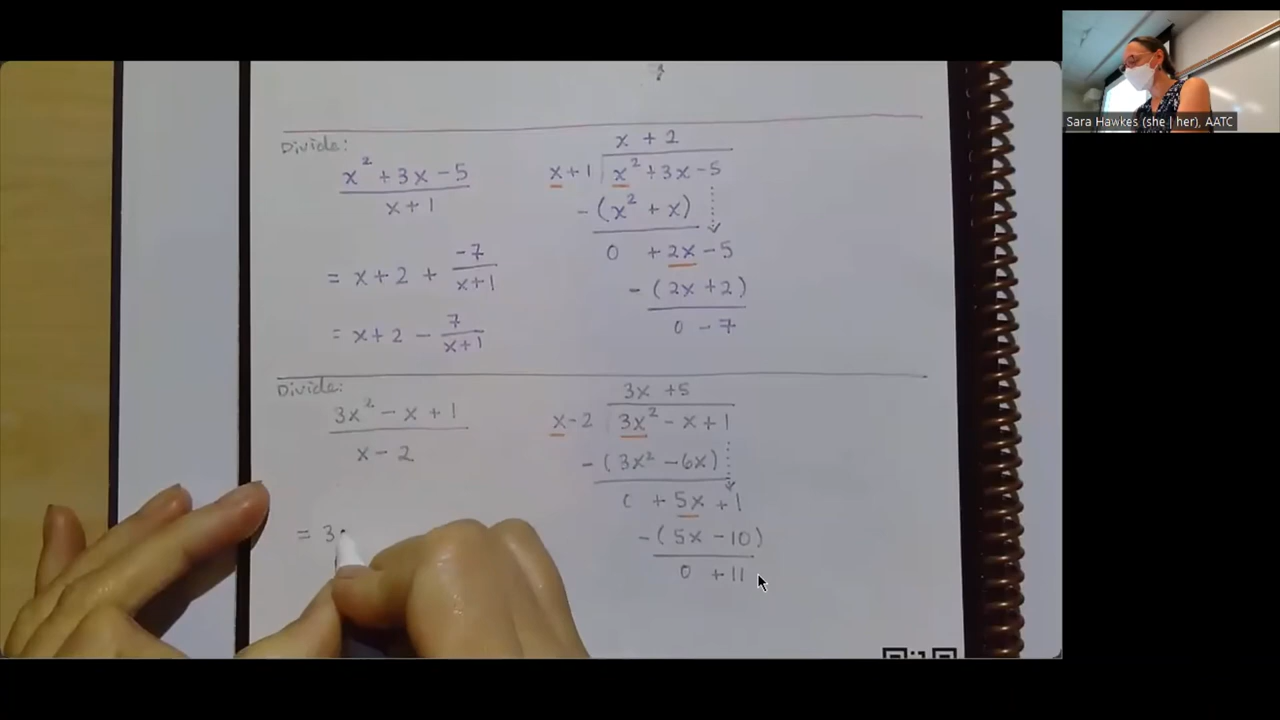 Divide:
x² + 3x - 5
x + 1
= x + 2 + -7
x+1
= x + 2 - 7
x+1
x + 2
x + 1 x² + 3x - 5
- (x² + x)
0 + 2x - 5
- (2x + 2)
0 - 7
Divide:
3x² - x + 1
x - 2
= 3
3x + 5
x - 2 3x² - x + 1
- (3x² - 6x)
0 + 5x + 1
- (5x - 10)
0 + 11
Sara Hawkes (she | her), AATC